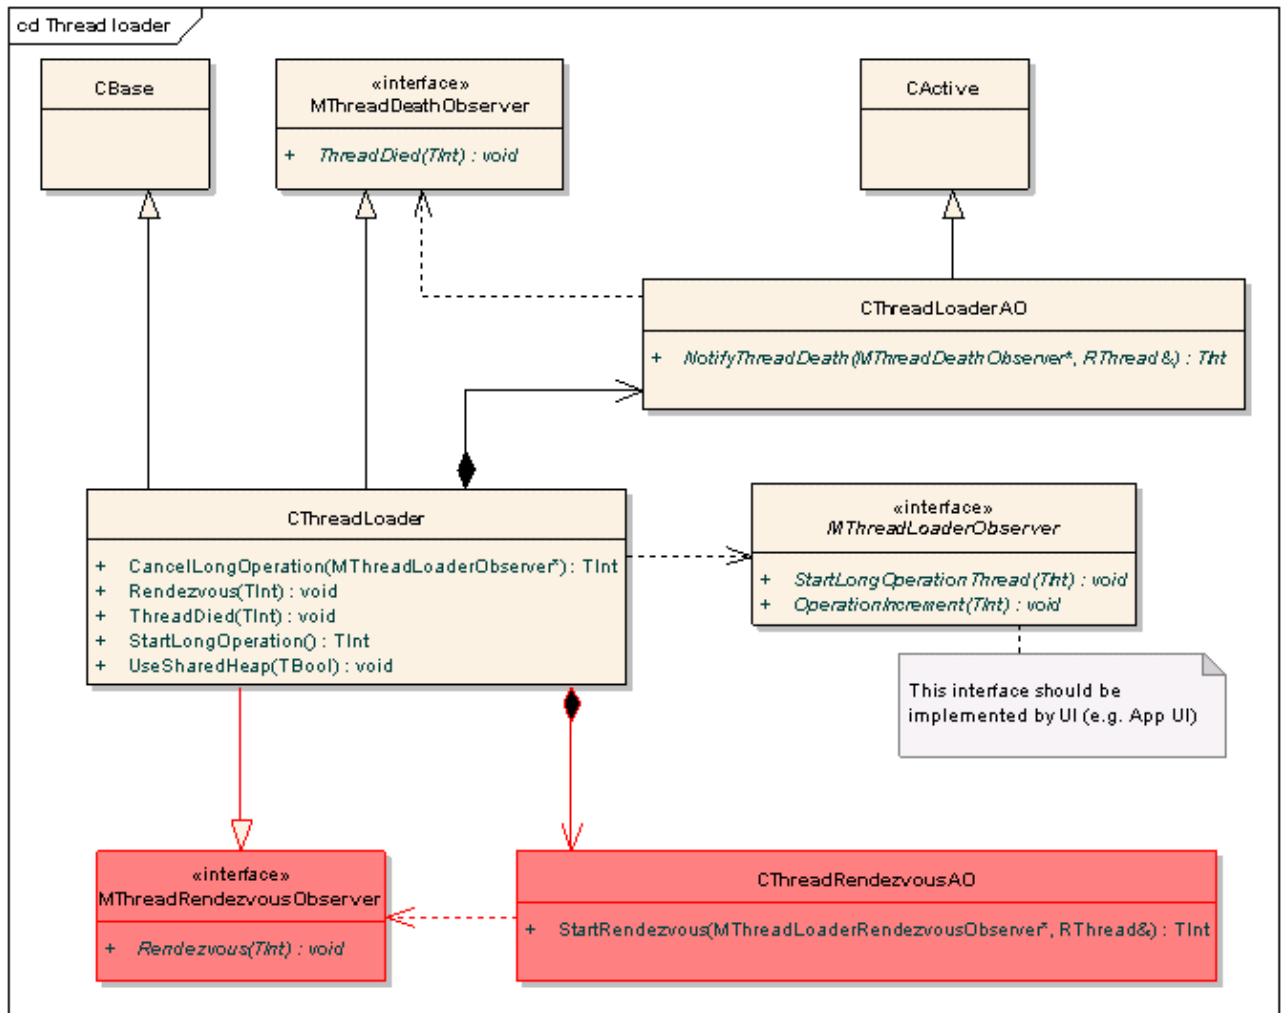 cd Thread loader
CBase
«interface»
MThreadDeathObserver
+ ThreadDied(TInt) : void
CActive
CThreadLoaderAO
+ NotifyThreadDeath(MThreadDeathObserver*, RThread&) : TInt
CThreadLoader
+ CancelLongOperation(MThreadLoaderObserver*) : TInt
+ Rendezvous(TInt) : void
+ ThreadDied(TInt) : void
+ StartLongOperation() : TInt
+ UseSharedHeap(TBool) : void
«interface»
MThreadLoaderObserver
+ StartLongOperationThread(TInt) : void
+ OperationIncrement(TInt) : void
This interface should be
implemented by UI (e.g. App UI)
«interface»
MThreadRendezvousObserver
+ Rendezvous(TInt) : void
CThreadRendezvousAO
+ StartRendezvous(MThreadLoaderRendezvousObserver*, RThread&) : TInt